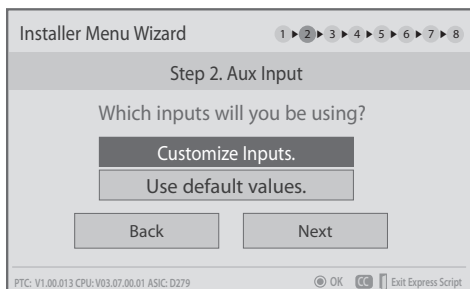 Installer Menu Wizard 1 ▸ 2 ▸ 3 ▸ 4 ▸ 5 ▸ 6 ▸ 7 ▸ 8
Step 2. Aux Input
Which inputs will you be using?
Customize Inputs.
Use default values.
Back Next
PTC: V1.00.013 CPU: V03.07.00.01 ASIC: D279 OK CC Exit Express Script